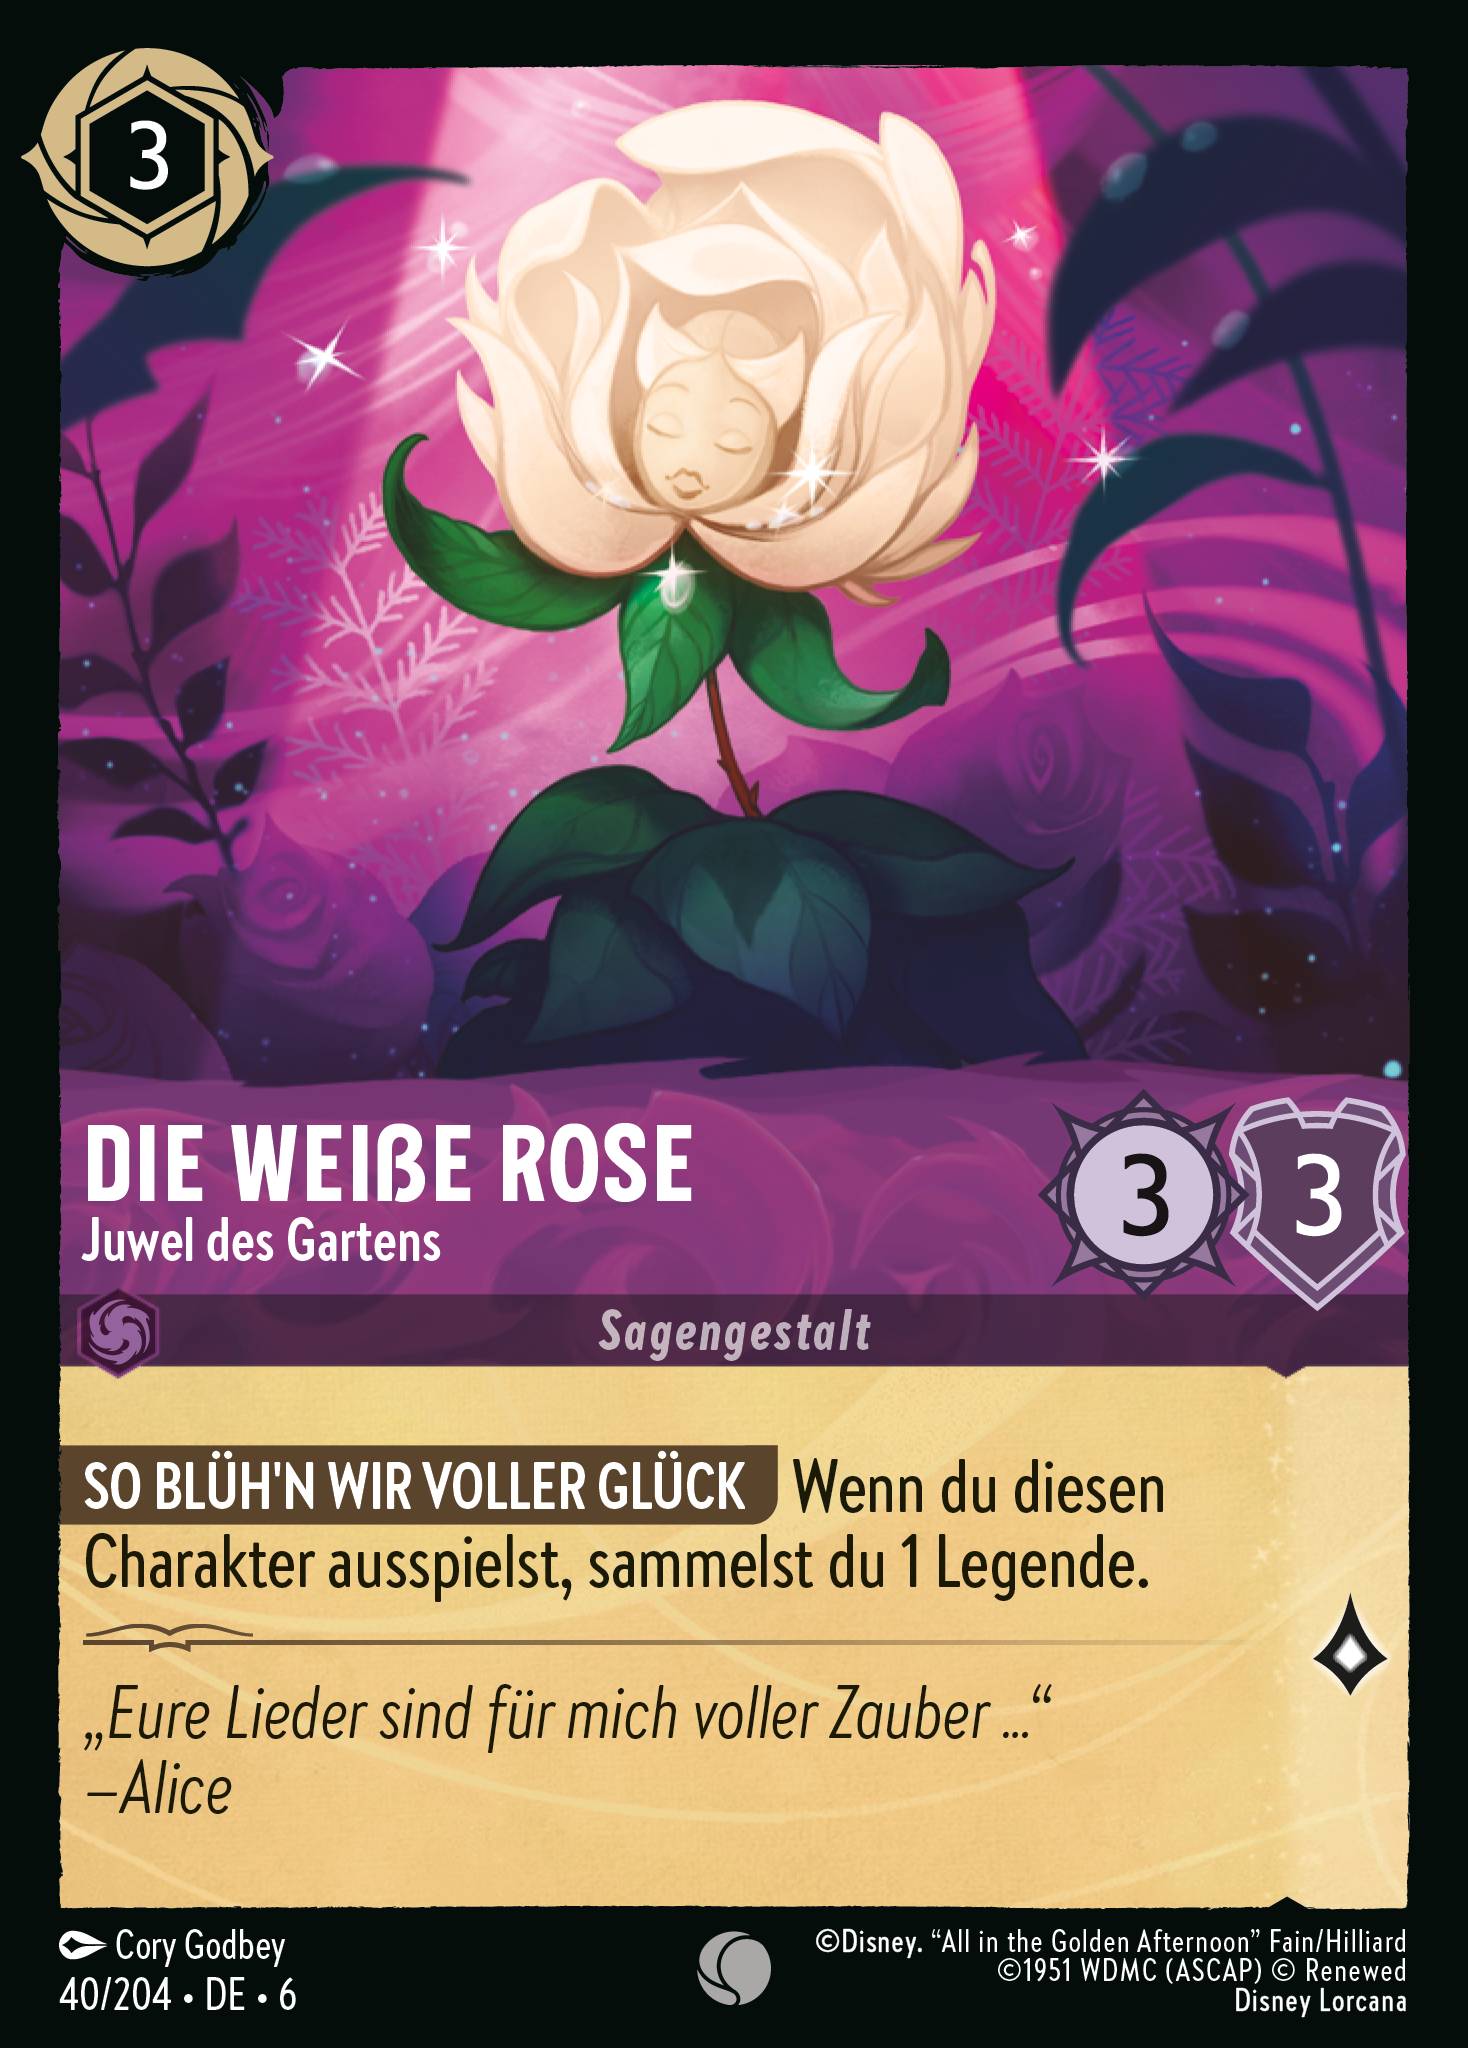 3
DIE WEIẞE ROSE
Juwel des Gartens
3
3
Sagengestalt
SO BLÜH'N WIR VOLLER GLÜCK Wenn du diesen
Charakter ausspielst, sammelst du 1 Legende.
„Eure Lieder sind für mich voller Zauber ...“
–Alice
Cory Godbey
40/204 • DE • 6
©Disney. “All in the Golden Afternoon” Fain/Hilliard
©1951 WDMC (ASCAP) © Renewed
Disney Lorcana